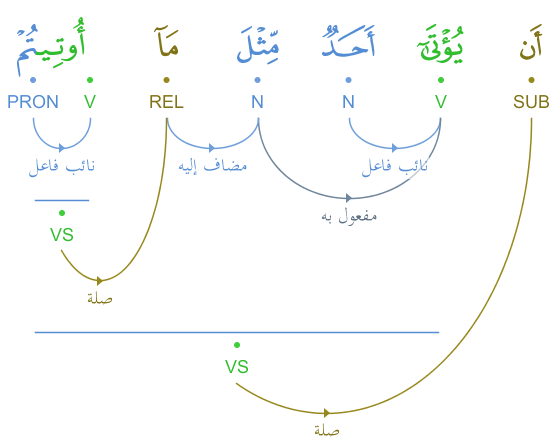 أَن يُؤْتَىٰٓ أَحَدٌ مِّثْلَ مَآ أُوتِيتُمْ
SUB V N N REL V PRON
نائب فاعل مضاف إليه نائب فاعل
مفعول به
VS
صلة
VS
صلة